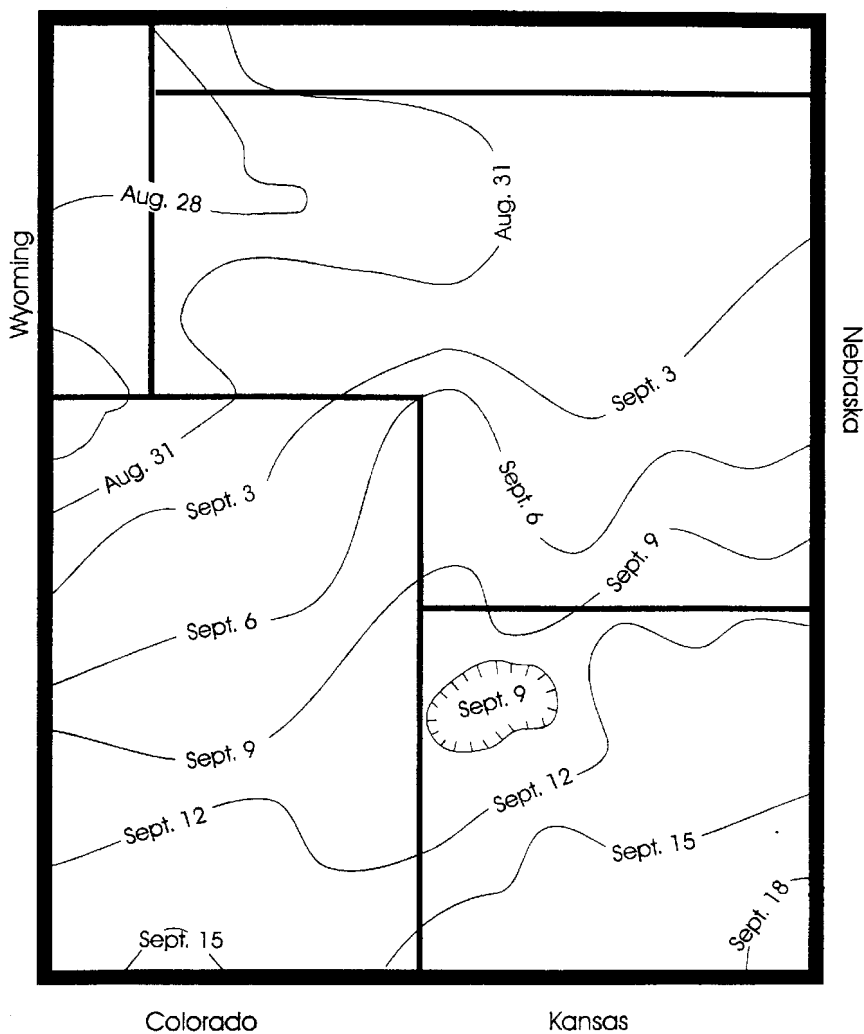 Aug. 28
Aug. 31
Wyoming
Nebraska
Sept. 3
Aug. 31
Sept. 3
Sept. 6
Sept. 9
Sept. 6
Sept. 9
Sept. 9
Sept. 12
Sept. 12
Sept. 15
Sept. 18
Sept. 15
Colorado
Kansas